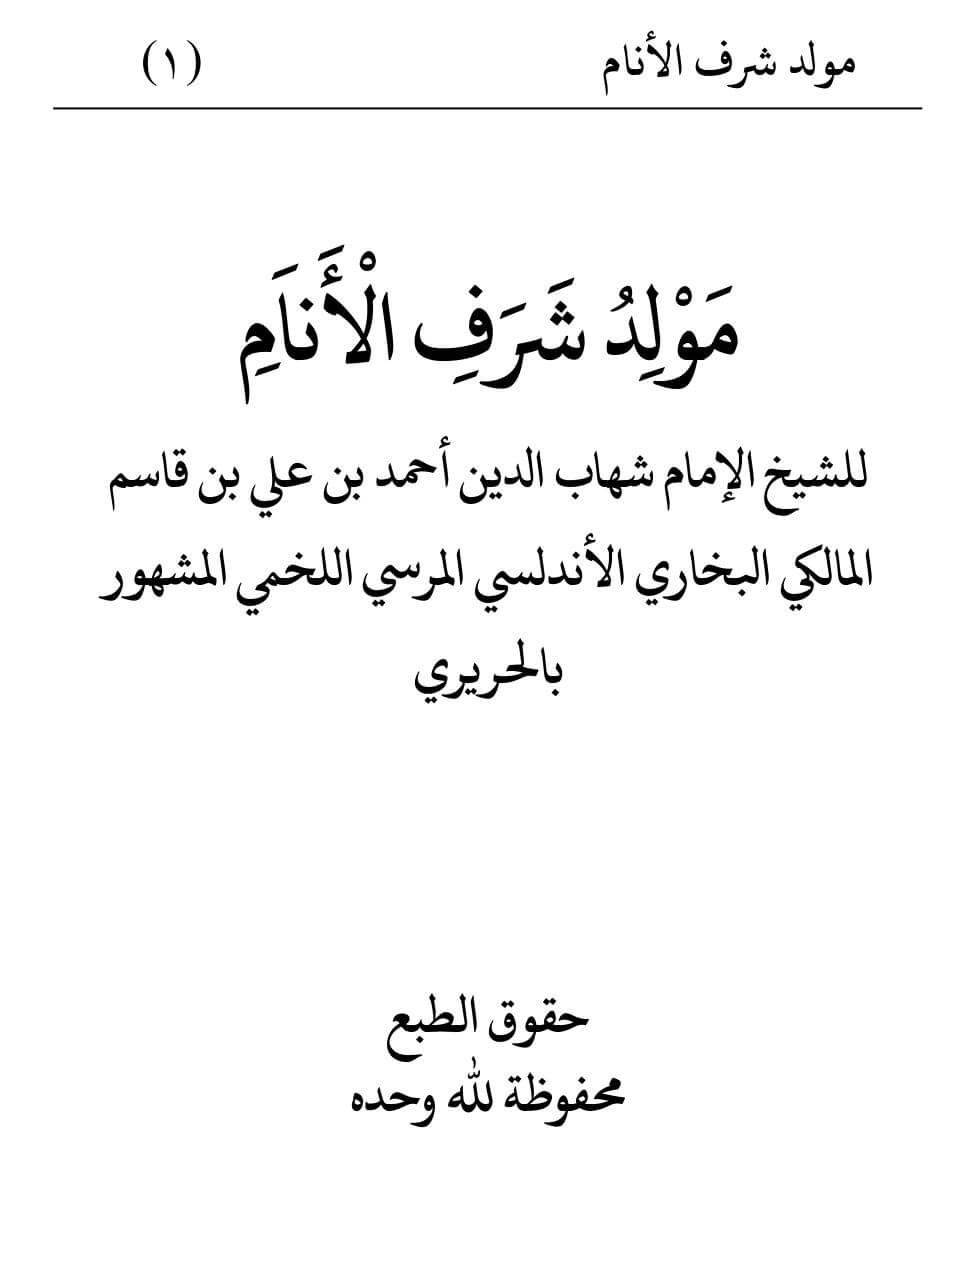 مولد شرف الأنام (١)
مَوْلِدُ شَرَفِ الْأَنَامِ
للشيخ الإمام شهاب الدين أحمد بن علي بن قاسم
المالكي البخاري الأندلسي المرسي اللخمي المشهور
بالحريري
حقوق الطبع
محفوظة لله وحده